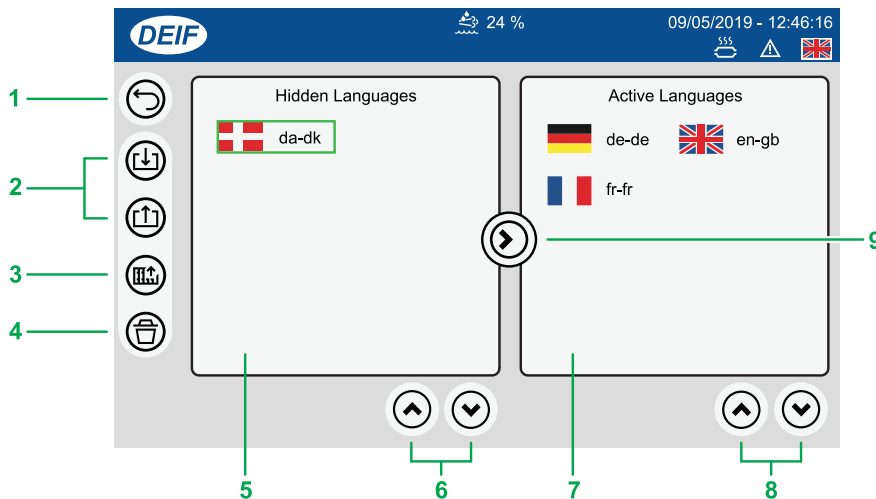 DEIF
24 %
09/05/2019 - 12:46:16
Hidden Languages
Active Languages
da-dk
de-de
en-gb
fr-fr
1
2
3
4
5
6
7
8
9